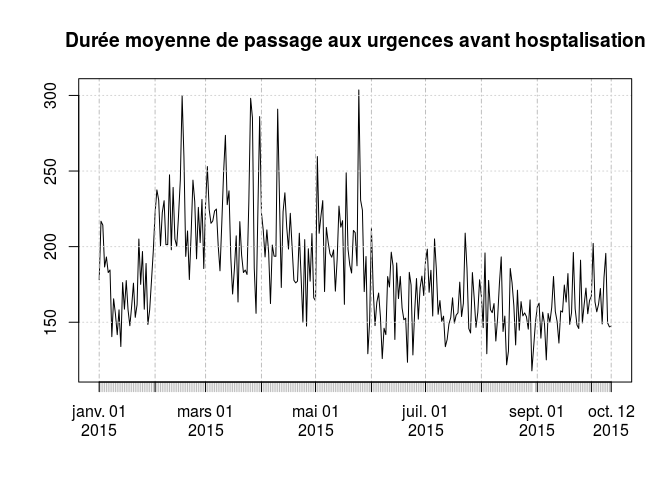 Durée moyenne de passage aux urgences avant hosptalisation
300
250
200
150
janv. 01 mars 01 mai 01 juil. 01 sept. 01 oct. 12
2015 2015 2015 2015 2015 2015